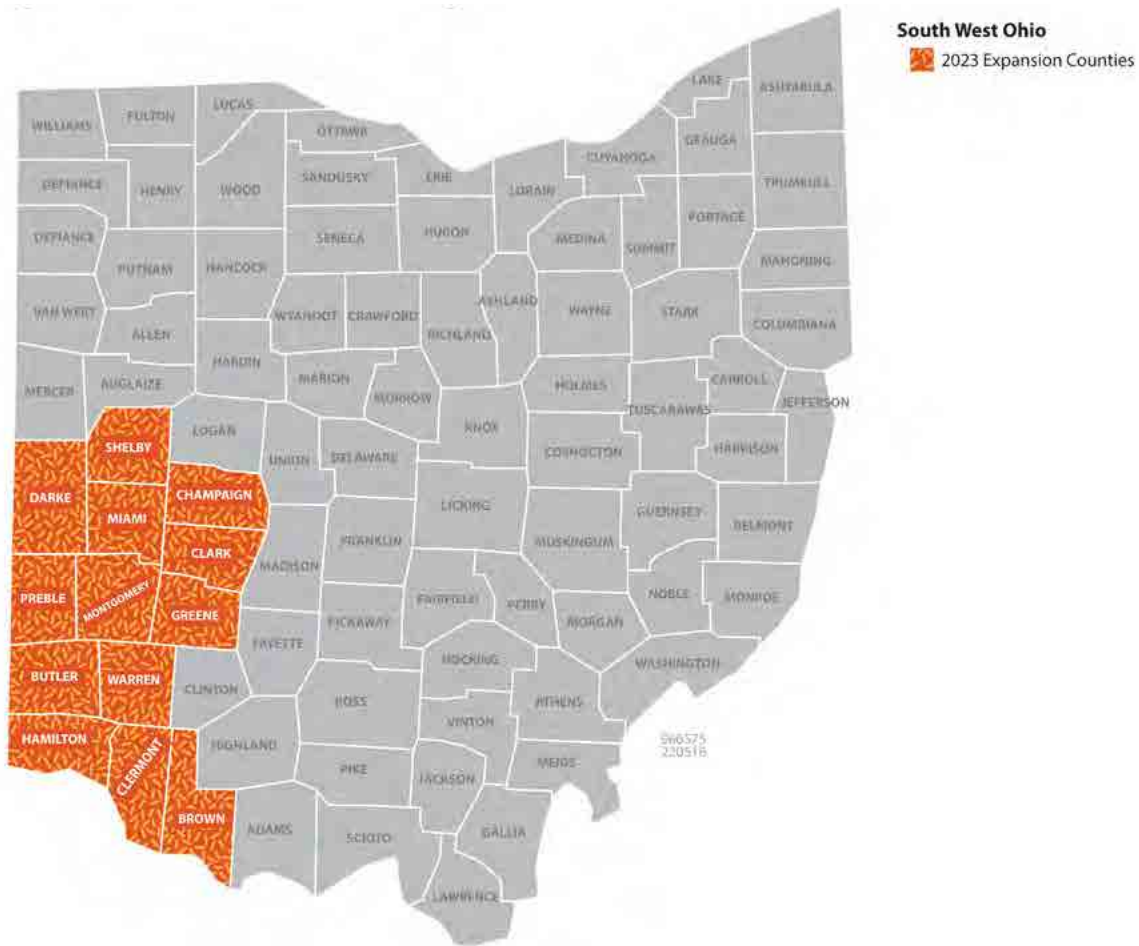 South West Ohio
2023 Expansion Counties
LAKE
ASHTABULA
LUCAS
FULTON
WILLIAMS
OTTAWA
GEAUGA
CUYAHOGA
SANDUSKY
ERIE
TRUMBULL
DEFIANCE
HENRY
WOOD
LORAIN
PORTAGE
DEFIANCE
SENECA
HURON
MEDINA
SUMMIT
PUTNAM
HANCOCK
MAHONING
ASHLAND
VAN WERT
WYANDOT
CRAWFORD
WAYNE
STARK
COLUMBIANA
ALLEN
RICHLAND
HARDIN
MERCER
AUGLAIZE
MARION
MORROW
HOLMES
CARROLL
JEFFERSON
TUSCARAWAS
LOGAN
KNOX
SHELBY
UNION
DELAWARE
COSHOCTON
HARRISON
DARKE
CHAMPAIGN
LICKING
GUERNSEY
BELMONT
MIAMI
FRANKLIN
MUSKINGUM
CLARK
MADISON
PREBLE
MONTGOMERY
GREENE
FAIRFIELD
PERRY
NOBLE
MONROE
PICKAWAY
MORGAN
FAYETTE
HOCKING
WASHINGTON
BUTLER
WARREN
CLINTON
ROSS
ATHENS
VINTON
HAMILTON
HIGHLAND
CLERMONT
PIKE
JACKSON
MEIGS
BROWN
ADAMS
SCIOTO
GALLIA
LAWRENCE